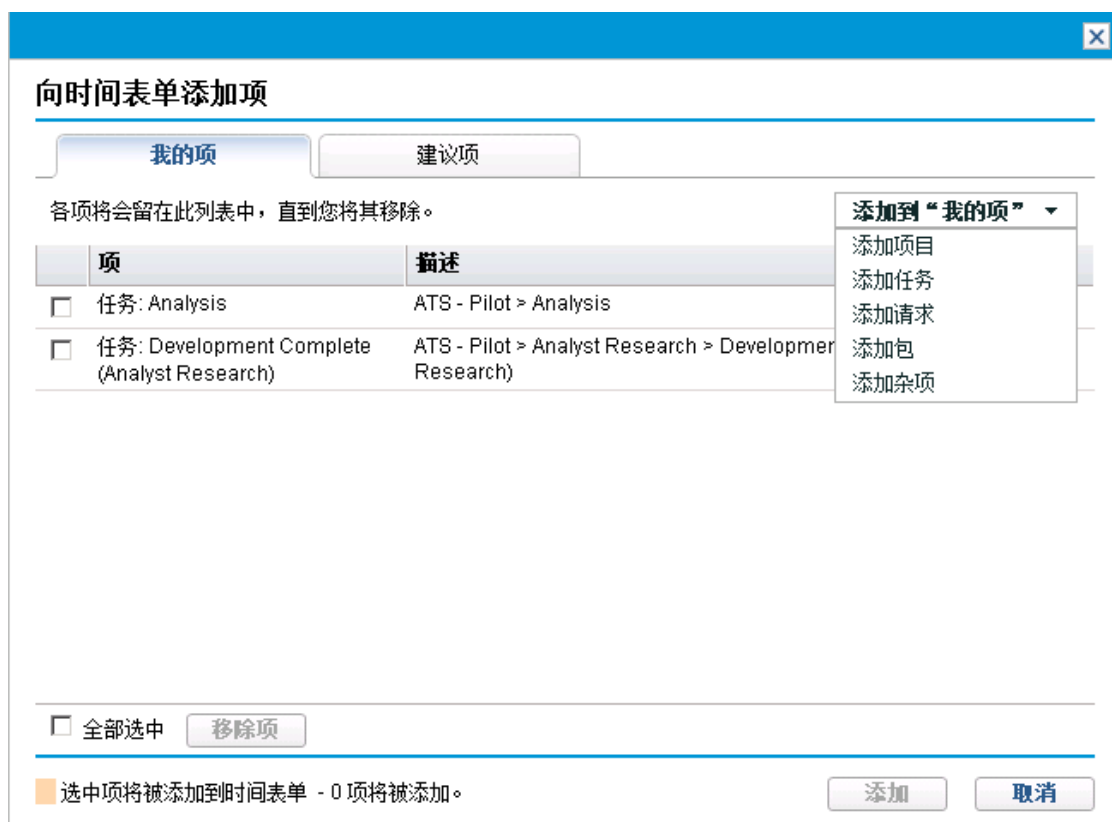 向时间表单添加项
我的项
建议项
各项将会留在此列表中，直到您将其移除。
添加到“我的项”
添加项目
添加任务
添加请求
添加包
添加杂项
项
描述
任务: Analysis
ATS - Pilot > Analysis
任务: Development Complete
(Analyst Research)
ATS - Pilot > Analyst Research > Developmen
Research)
全部选中
移除项
选中项将被添加到时间表单 - 0 项将被添加。
添加
取消